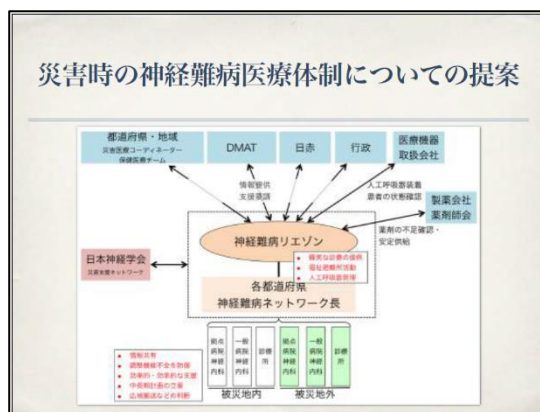 災害時の神経難病医療体制についての提案
都道府県・地域
災害医療コーディネーター
保健医療チーム
DMAT
日赤
行政
医療機器
取扱会社
情報提供
支援要請
人工呼吸器装着
患者の状態確認
製薬会社
薬剤師会
薬剤の不足確認・
安定供給
神経難病リエゾン
日本神経学会
災害支援ネットワーク
福祉避難所活動
人工呼吸器管理
各都道府県
神経難病ネットワーク長
拠点病院神経内科
一般病院神経内科
診療所
拠点病院神経内科
一般病院神経内科
診療所
情報共有
調整機能不全を防ぐ
効率的・効果的な支援
中長期計画の立案
広域搬送などの判断
被災地内
被災地外